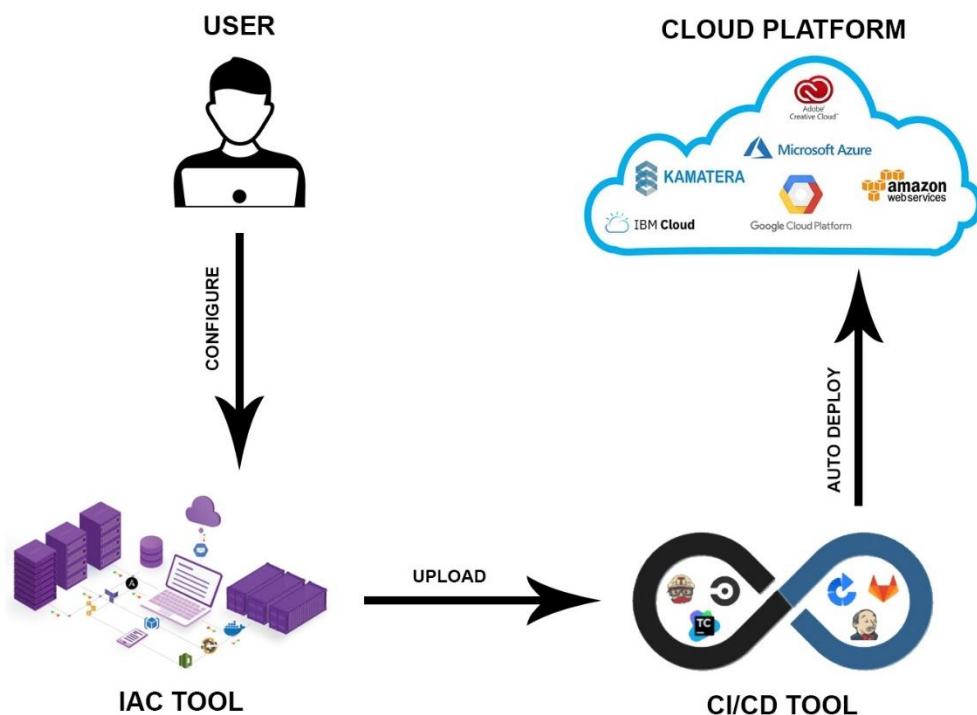 USER
CLOUD PLATFORM
Adobe
Creative Cloud™
Microsoft Azure
KAMATERA
amazon
webservices
IBM Cloud
Google Cloud Platform
CONFIGURE
AUTO DEPLOY
UPLOAD
A
TC
IAC TOOL
CI/CD TOOL